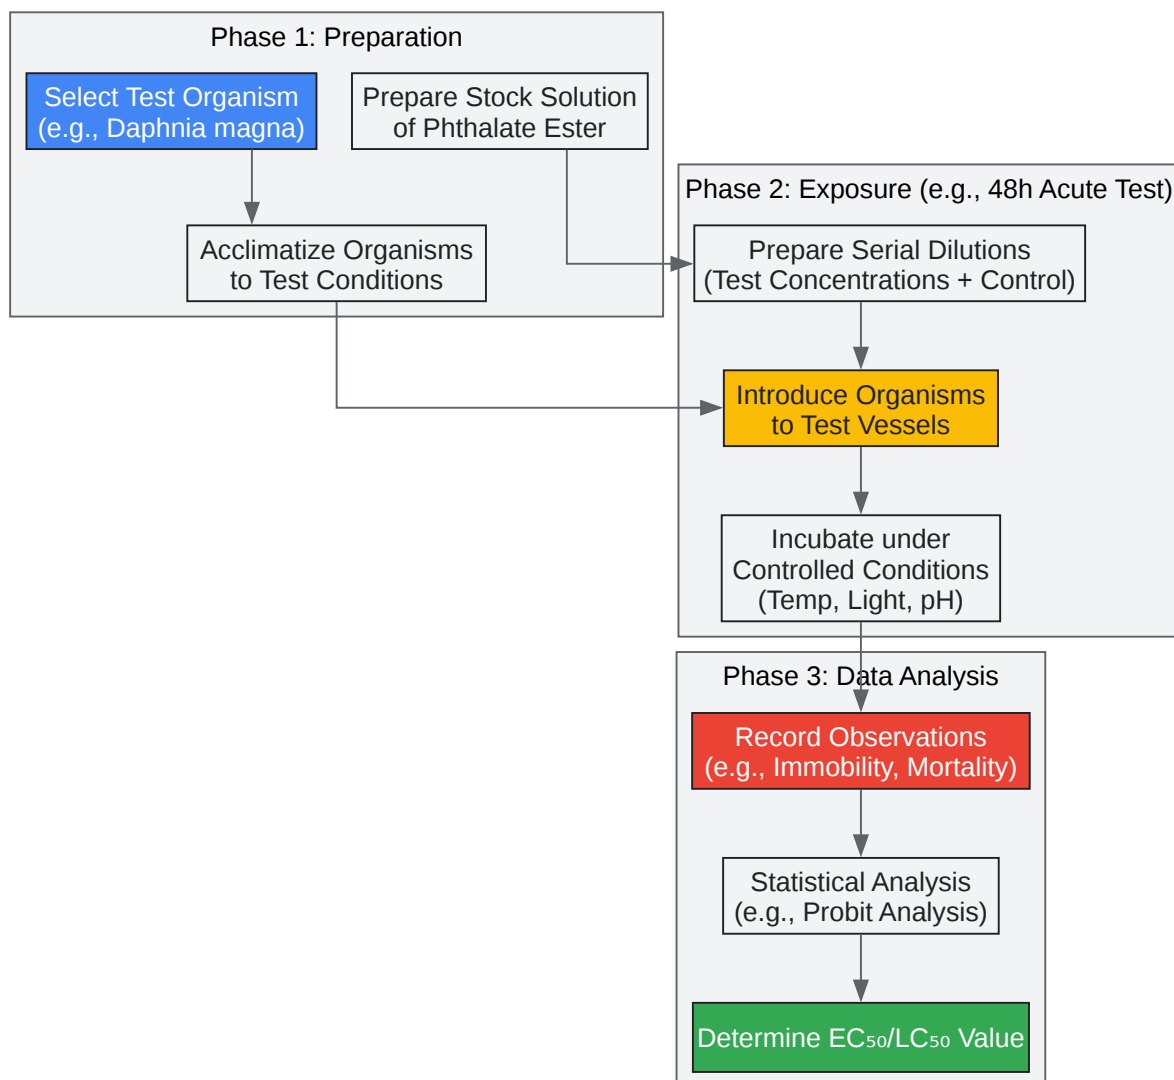 Phase 1: Preparation
Select Test Organism
(e.g., Daphnia magna)
Prepare Stock Solution
of Phthalate Ester
Acclimatize Organisms
to Test Conditions
Phase 2: Exposure (e.g., 48h Acute Test)
Prepare Serial Dilutions
(Test Concentrations + Control)
Introduce Organisms
to Test Vessels
Incubate under
Controlled Conditions
(Temp, Light, pH)
Phase 3: Data Analysis
Record Observations
(e.g., Immobility, Mortality)
Statistical Analysis
(e.g., Probit Analysis)
Determine EC₅₀/LC₅₀ Value